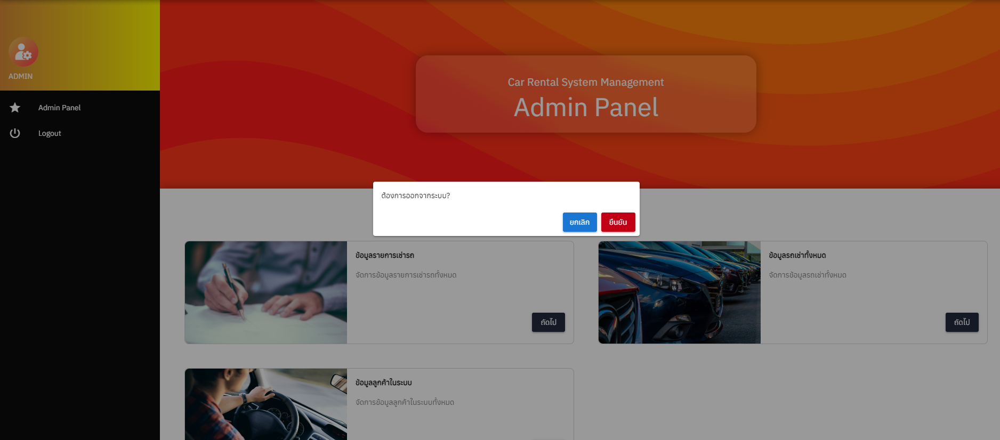 ADMIN
Admin Panel
Logout
Car Rental System Management
Admin Panel
ต้องการออกจากระบบ?
ยกเลิก
ยืนยัน
ข้อมูลรายการเช่ารถ
จัดการข้อมูลรายการเช่ารถทั้งหมด
ถัดไป
ข้อมูลรถเช่าทั้งหมด
จัดการข้อมูลรถเช่าทั้งหมด
ถัดไป
ข้อมูลลูกค้าในระบบ
จัดการข้อมูลลูกค้าในระบบทั้งหมด